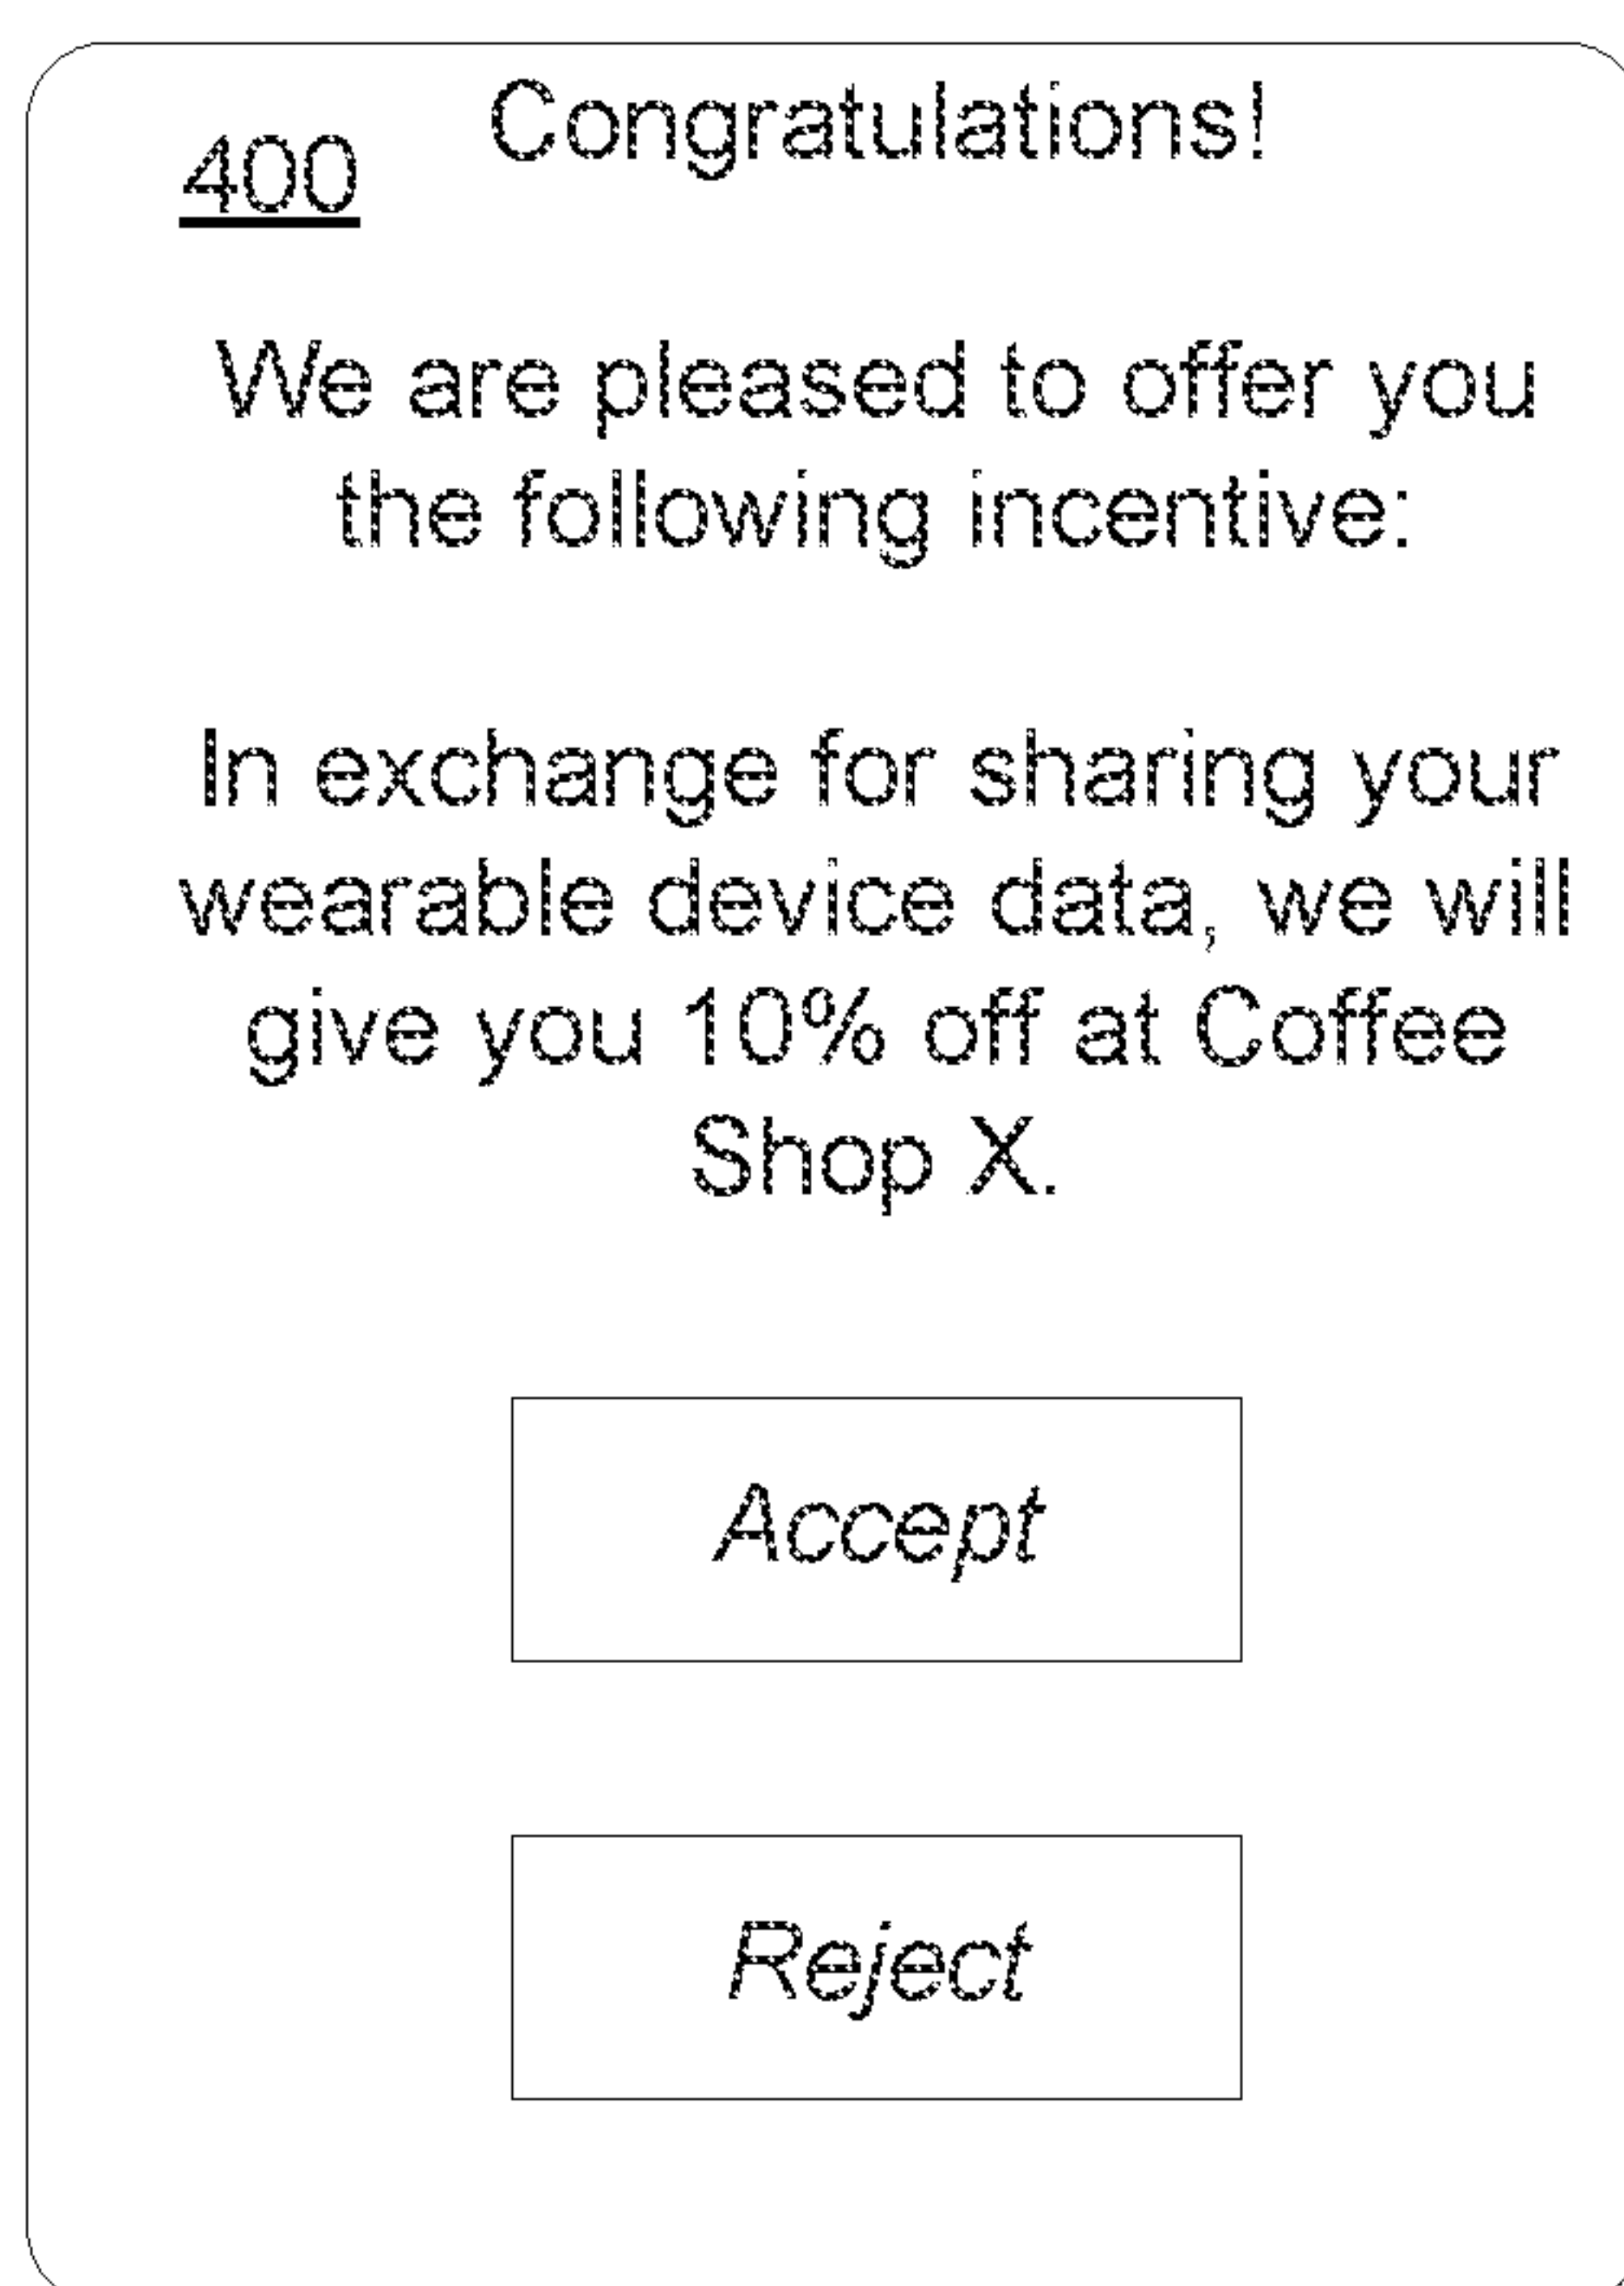 Congratulations!
400
We are pleased to offer you
the following incentive:
In exchange for sharing your
wearable device data, we will
give you 10% off at Coffee
Shop X.
Accept
Reject